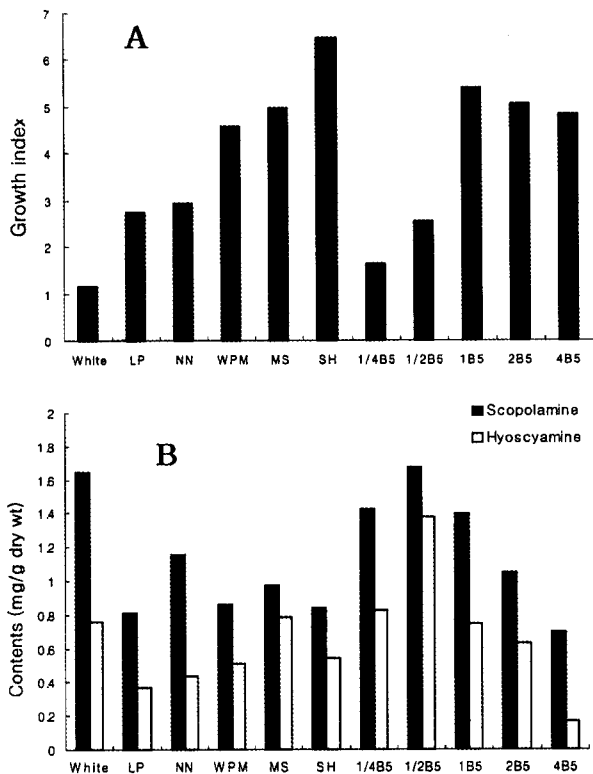 A
Growth index
7
6
5
4
3
2
1
0
White LP NN WPM MS SH 1/4B5 1/2B5 1B5 2B5 4B5
B
Scopolamine
Hyoscyamine
Contents (mg/g dry wt)
2
1.8
1.6
1.4
1.2
1
0.8
0.6
0.4
0.2
0
White LP NN WPM MS SH 1/4B5 1/2B5 1B5 2B5 4B5